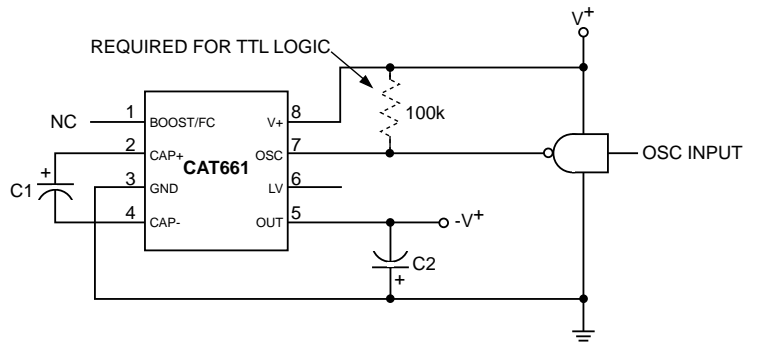 V+
REQUIRED FOR TTL LOGIC
NC
1
BOOST/FC
V+
8
100k
2
CAP+
OSC
7
CAT661
OSC INPUT
+
C1
3
GND
LV
6
4
CAP-
OUT
5
-V+
C2
+